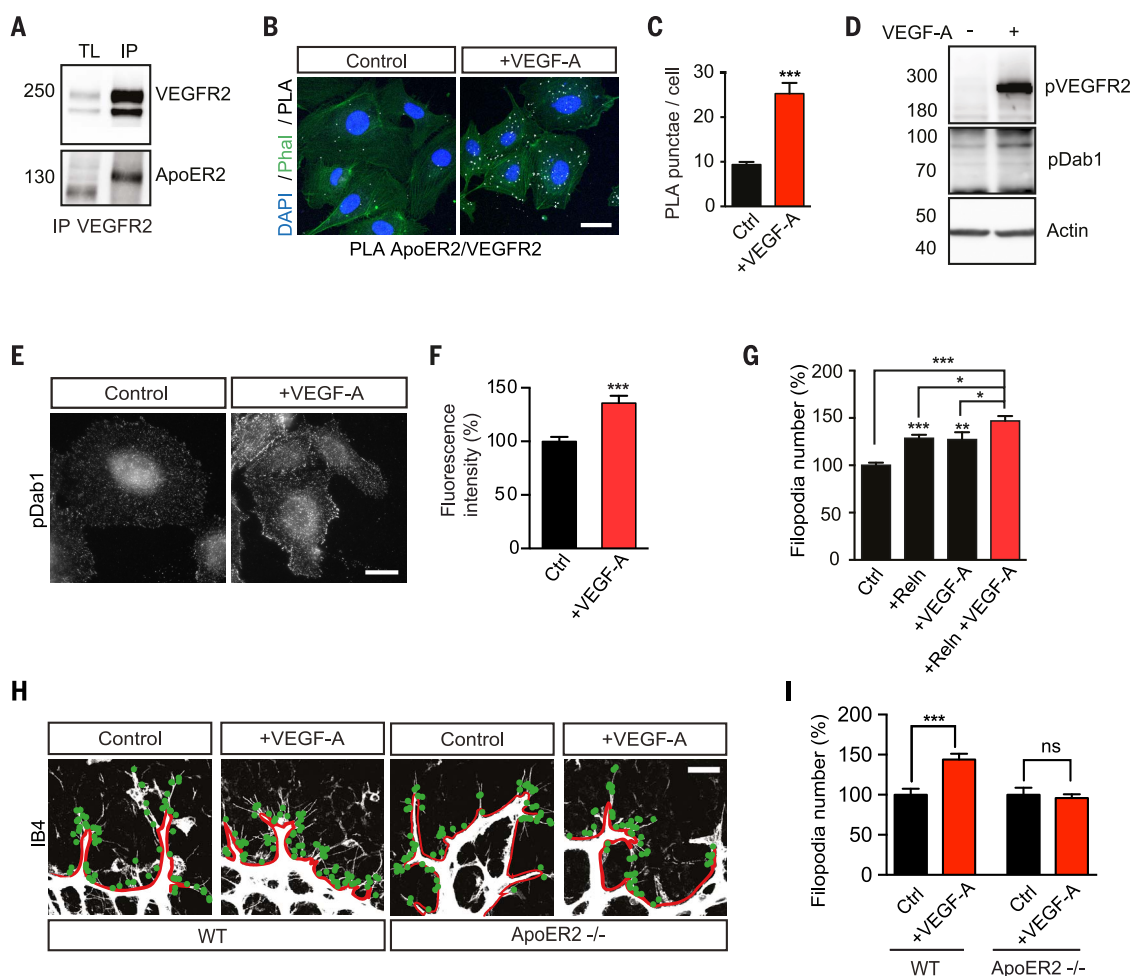 A
TL IP
250
VEGFR2
130
ApoER2
IP VEGFR2
B
Control
+VEGF-A
DAPI / Phal / PLA
PLA ApoER2/VEGFR2
C
PLA punctae / cell
30
20
10
0
***
Ctrl
+VEGF-A
D
VEGF-A - +
300
180
pVEGFR2
100
70
pDab1
50
40
Actin
E
Control
+VEGF-A
pDab1
F
Fluorescence
intensity (%)
150
100
50
0
***
Ctrl
+VEGF-A
G
Filopodia number (%)
200
150
100
50
0
***
*
*
***
**
Ctrl
+Reln
+VEGF-A
+Reln +VEGF-A
H
Control
+VEGF-A
Control
+VEGF-A
IB4
WT
ApoER2 -/-
I
Filopodia number (%)
200
150
100
50
0
***
ns
Ctrl
+VEGF-A
Ctrl
+VEGF-A
WT
ApoER2 -/-